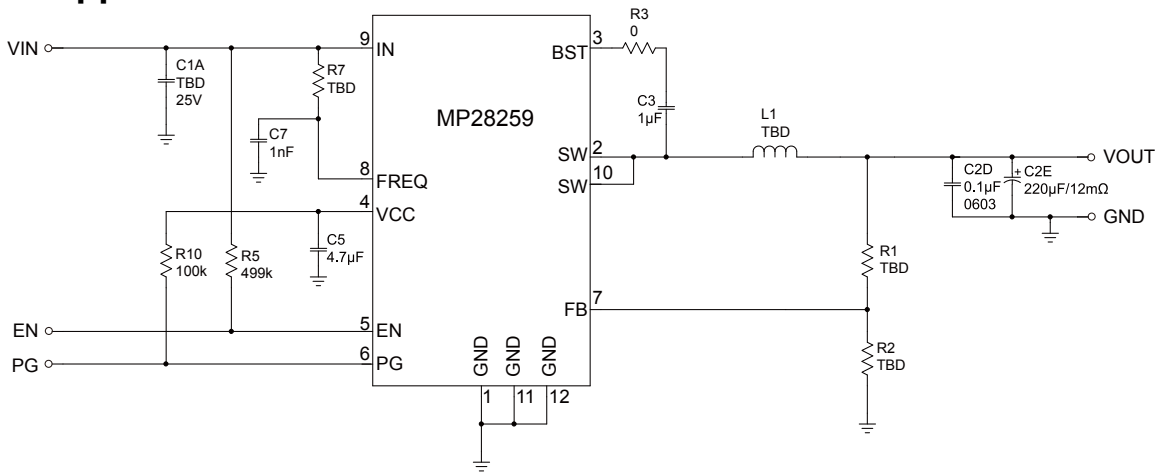 VIN
C1A
TBD
25V
R7
TBD
C7
1nF
9
IN
8
FREQ
4
VCC
R10
100k
R5
499k
C5
4.7µF
EN
5
EN
PG
6
PG
MP28259
GND
GND
GND
1
11
12
3
BST
R3
0
C3
1µF
SW
2
SW
10
L1
TBD
7
FB
R1
TBD
R2
TBD
C2D
0.1µF
0603
+
C2E
220µF/12mΩ
VOUT
GND